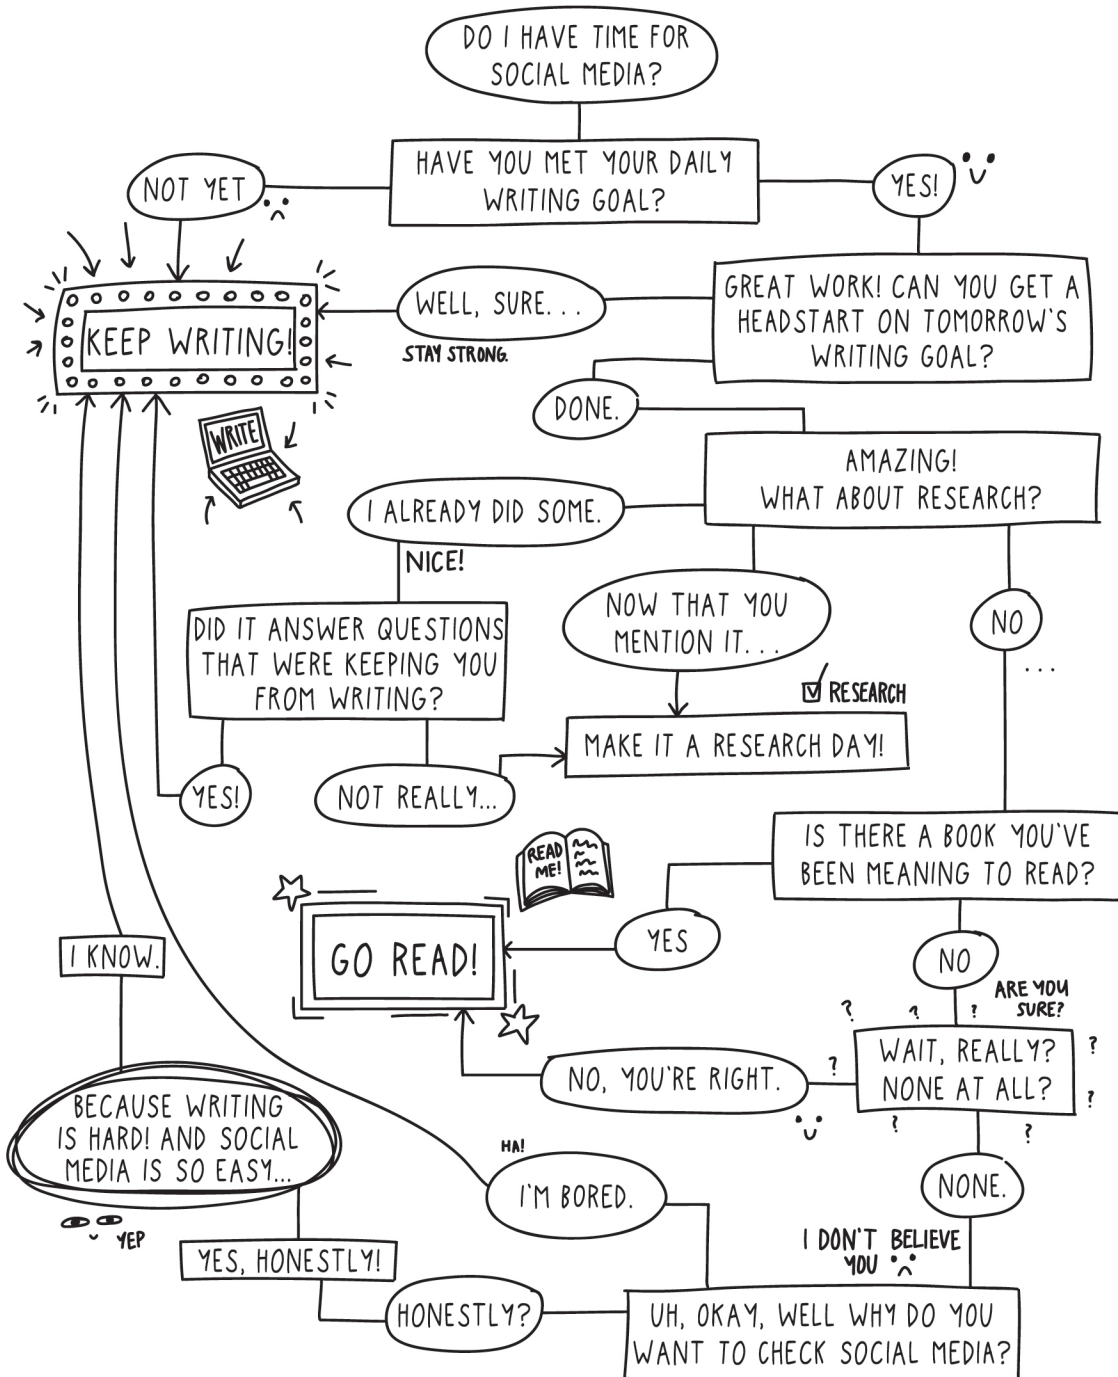 DO I HAVE TIME FOR
SOCIAL MEDIA?
HAVE YOU MET YOUR DAILY
WRITING GOAL?
NOT YET
YES!
GREAT WORK! CAN YOU GET A
HEADSTART ON TOMORROW'S
WRITING GOAL?
WELL, SURE...
STAY STRONG.
KEEP WRITING!
DONE.
WRITE
AMAZING!
WHAT ABOUT RESEARCH?
I ALREADY DID SOME.
NICE!
NOW THAT YOU
MENTION IT...
NO
...
DID IT ANSWER QUESTIONS
THAT WERE KEEPING YOU
FROM WRITING?
RESEARCH
MAKE IT A RESEARCH DAY!
YES!
NOT REALLY...
IS THERE A BOOK YOU'VE
BEEN MEANING TO READ?
READ
ME!
YES
GO READ!
NO
I KNOW.
ARE YOU
SURE?
? ? ?
WAIT, REALLY?
NONE AT ALL?
? ? ?
? ?
NO, YOU'RE RIGHT.
BECAUSE WRITING
IS HARD! AND SOCIAL
MEDIA IS SO EASY...
YEP
HA!
I'M BORED.
NONE.
I DON'T BELIEVE
YOU
YES, HONESTLY!
HONESTLY?
UH, OKAY, WELL WHY DO YOU
WANT TO CHECK SOCIAL MEDIA?